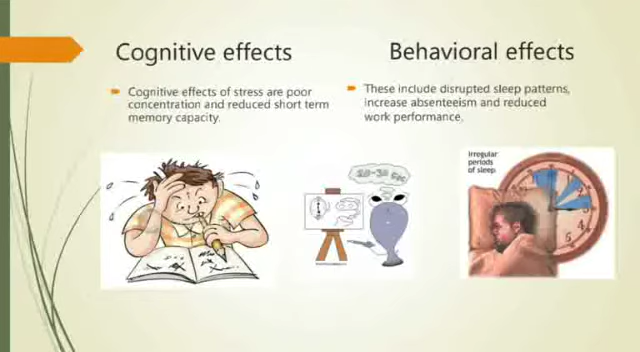 Cognitive effects
Cognitive effects of stress are poor
concentration and reduced short term
memory capacity.
Behavioral effects
These include disrupted sleep patterns,
increase absenteeism and reduced
work performance.
Irregular
periods
of sleep